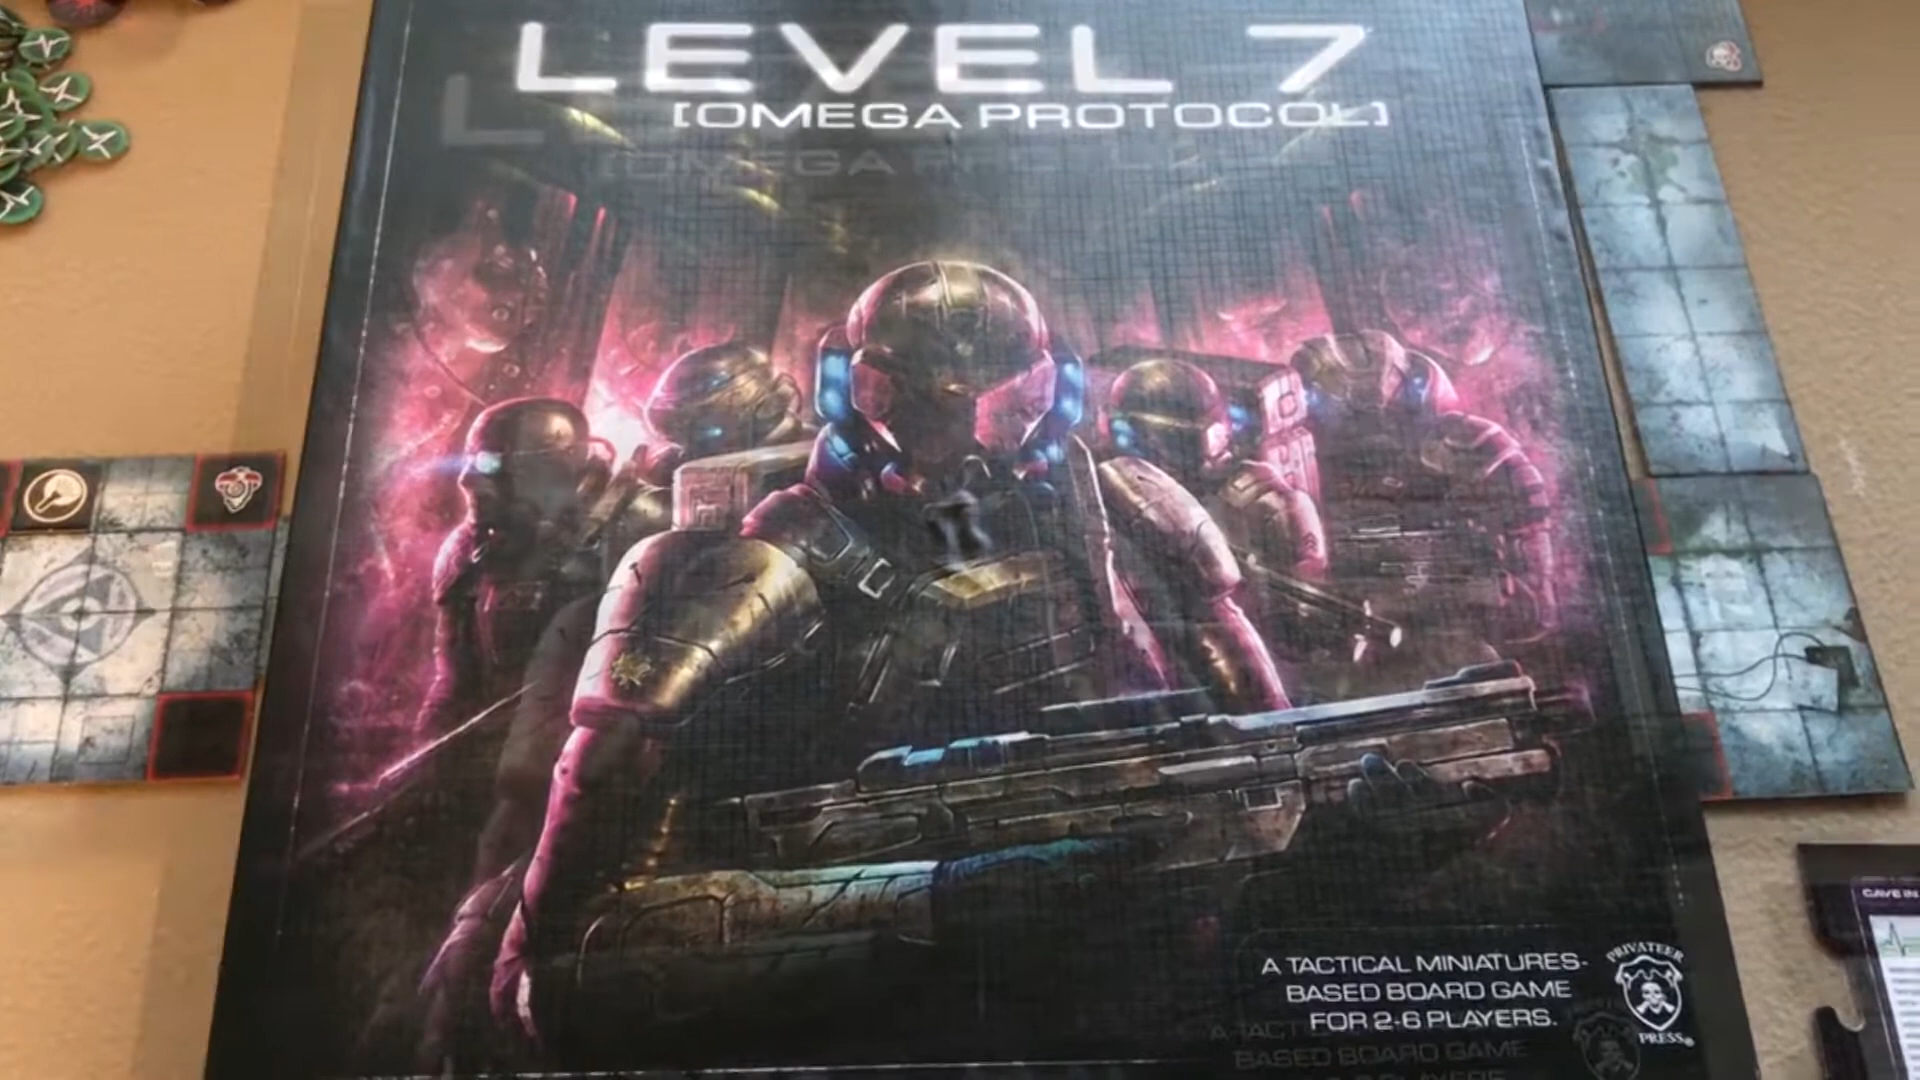 LEVEL 7
[OMEGA PROTOCOL]
A TACTICAL MINIATURES-
BASED BOARD GAME
FOR 2-6 PLAYERS.
PRIVATEER
PRESS®
CAVE IN